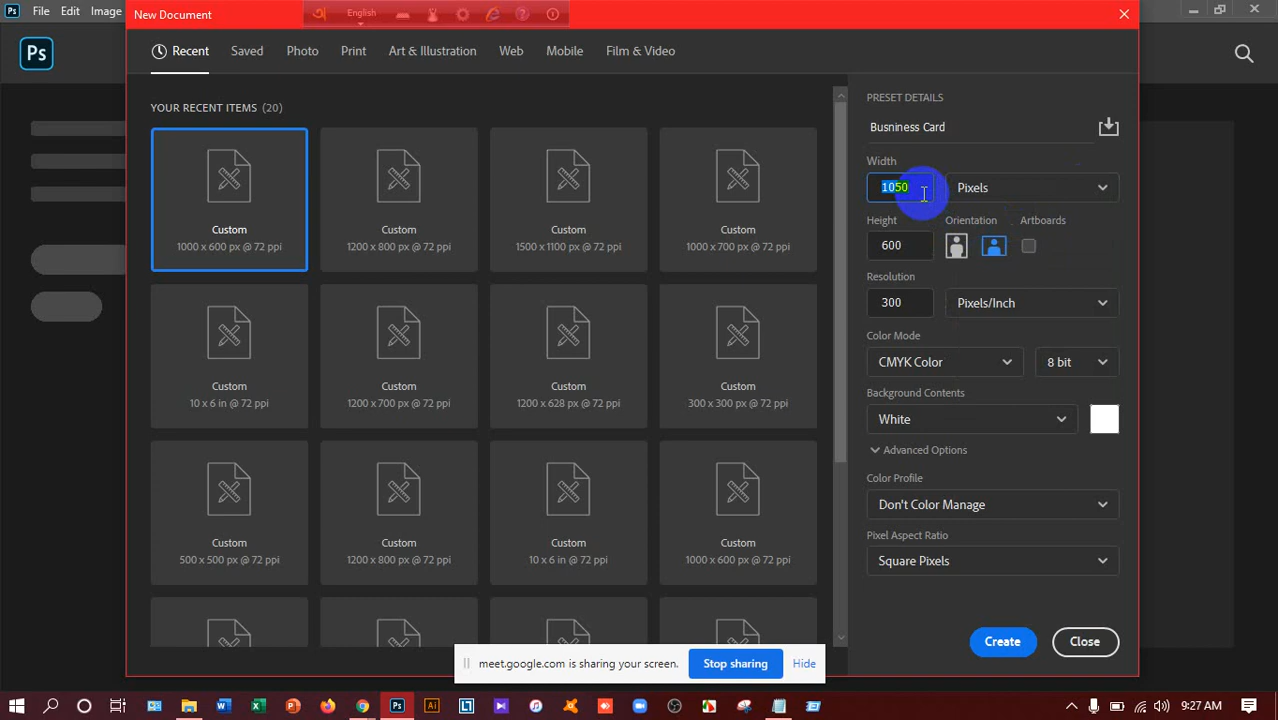 Ps File Edit Image
New Document
English
Recent Saved Photo Print Art & Illustration Web Mobile Film & Video
Ps
YOUR RECENT ITEMS (20)
Custom Custom Custom Custom
1000 x 600 px @ 72 ppi 1200 x 800 px @ 72 ppi 1500 x 1100 px @ 72 ppi 1000 x 700 px @ 72 ppi
Custom Custom Custom Custom
10 x 6 in @ 72 ppi 1200 x 700 px @ 72 ppi 1200 x 628 px @ 72 ppi 300 x 300 px @ 72 ppi
Custom Custom Custom Custom
500 x 500 px @ 72 ppi 1200 x 800 px @ 72 ppi 10 x 6 in @ 72 ppi 1000 x 600 px @ 72 ppi
PRESET DETAILS
Busniness Card
Width
1050 Pixels
Height Orientation Artboards
600
Resolution
300 Pixels/Inch
Color Mode
CMYK Color 8 bit
Background Contents
White
Advanced Options
Color Profile
Don't Color Manage
Pixel Aspect Ratio
Square Pixels
Create Close
meet.google.com is sharing your screen. Stop sharing Hide
9:27 AM